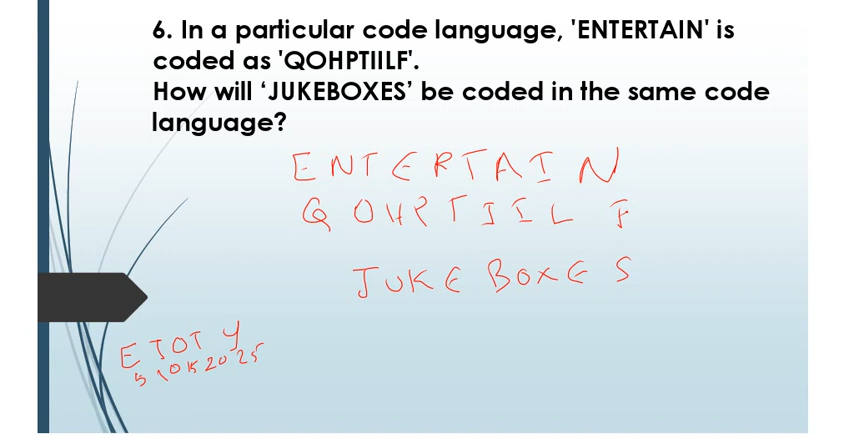 6. In a particular code language, 'ENTERTAIN' is
coded as 'QOHPTIILF'.
How will ‘JUKEBOXES’ be coded in the same code
language?
ENTERTAIN
QOHPTIILF
JUKEBOXES
EJOTY
5 10 15 20 25